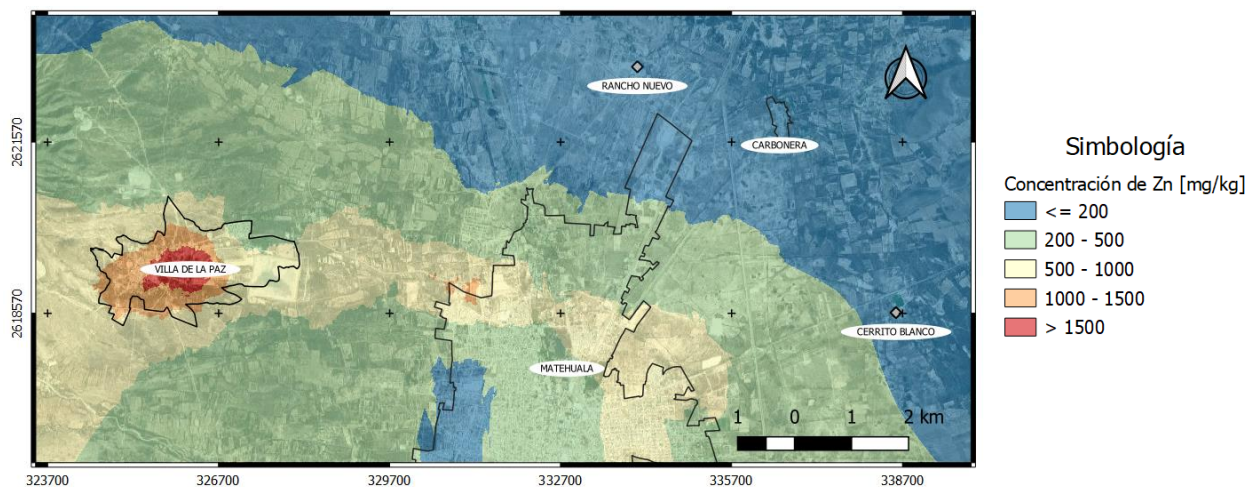 RANCHO NUEVO
CARBONERA
VILLA DE LA PAZ
CERRITO BLANCO
MATEHUALA
1 0 1 2 km
2621570
2618570
323700 326700 329700 332700 335700 338700
Simbología
Concentración de Zn [mg/kg]
<= 200
200 - 500
500 - 1000
1000 - 1500
> 1500